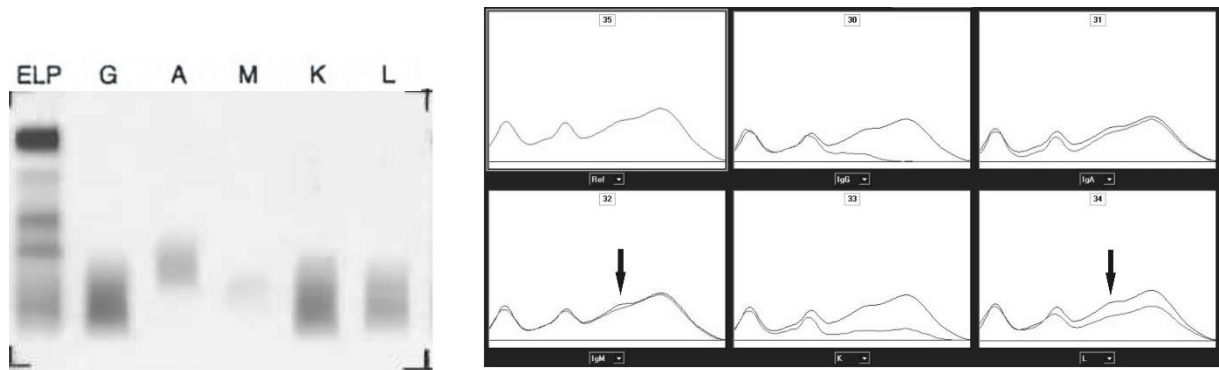 ELP G A M K L
35
30
31
Ref
IgG
IgA
32
33
34
IgM
K
L